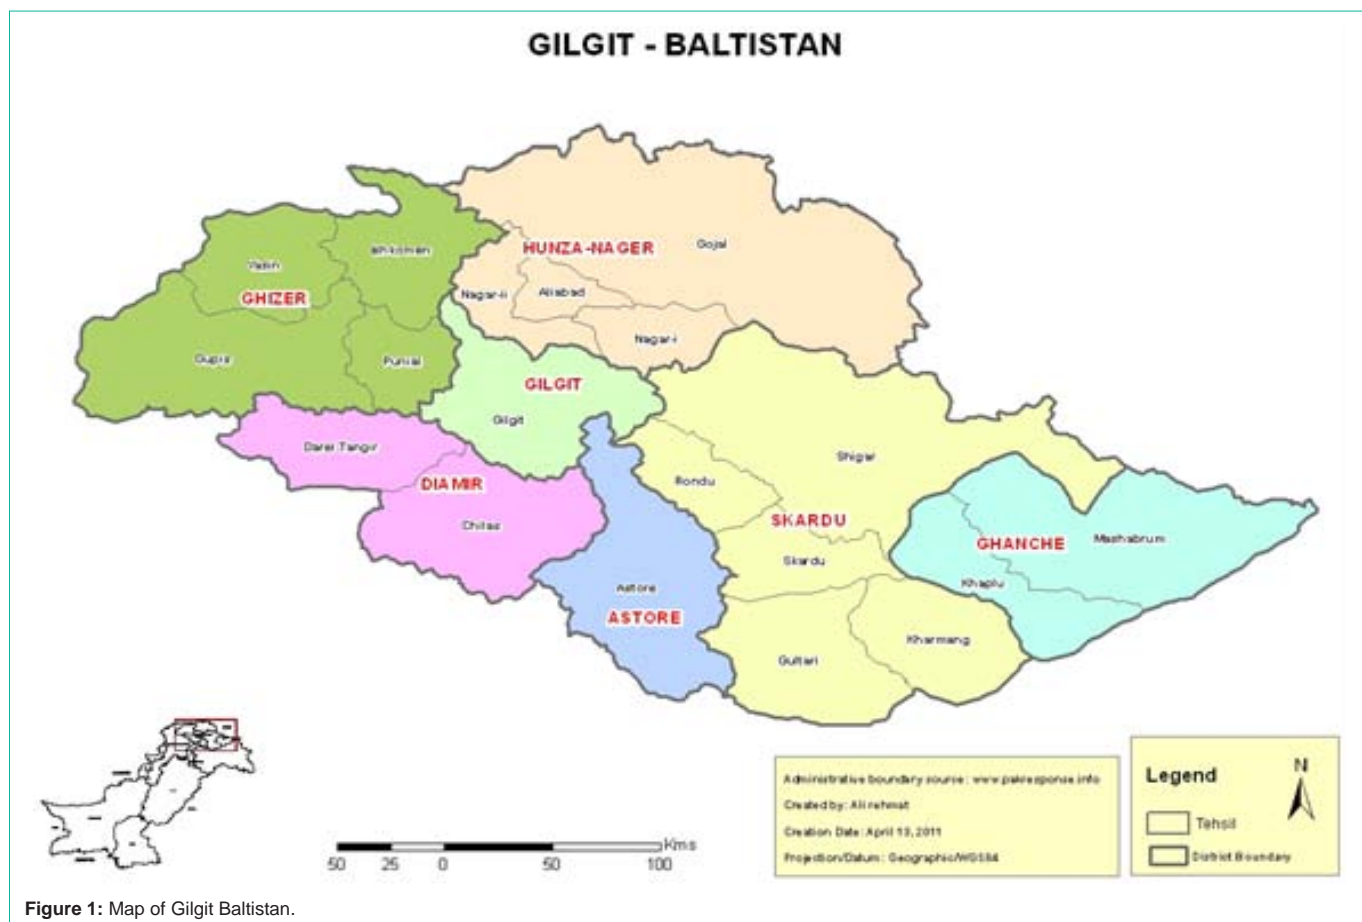 GILGIT - BALTISTAN
Ishkoman
HUNZA-NAGER
Gojal
Yasin
GHIZER
Nagar-ii
Aliabad
Nagar-i
Gupis
Punial
GILGIT
Gilgit
Darel Tangir
DIAMIR
Shigar
Rondu
SKARDU
Chilas
GHANCHE
Mashabrum
Skardu
Khaplu
Astore
ASTORE
Kharmang
Gultari
Administrative boundary source : www.pakresponse.info
Created by: Ali rehmat
Creation Date: April 13, 2011
Projection/Datum : Geographic/WGS84
Legend
N
Tehsil
District Boundary
Kms
50 25 0 50 100
Figure 1: Map of Gilgit Baltistan.